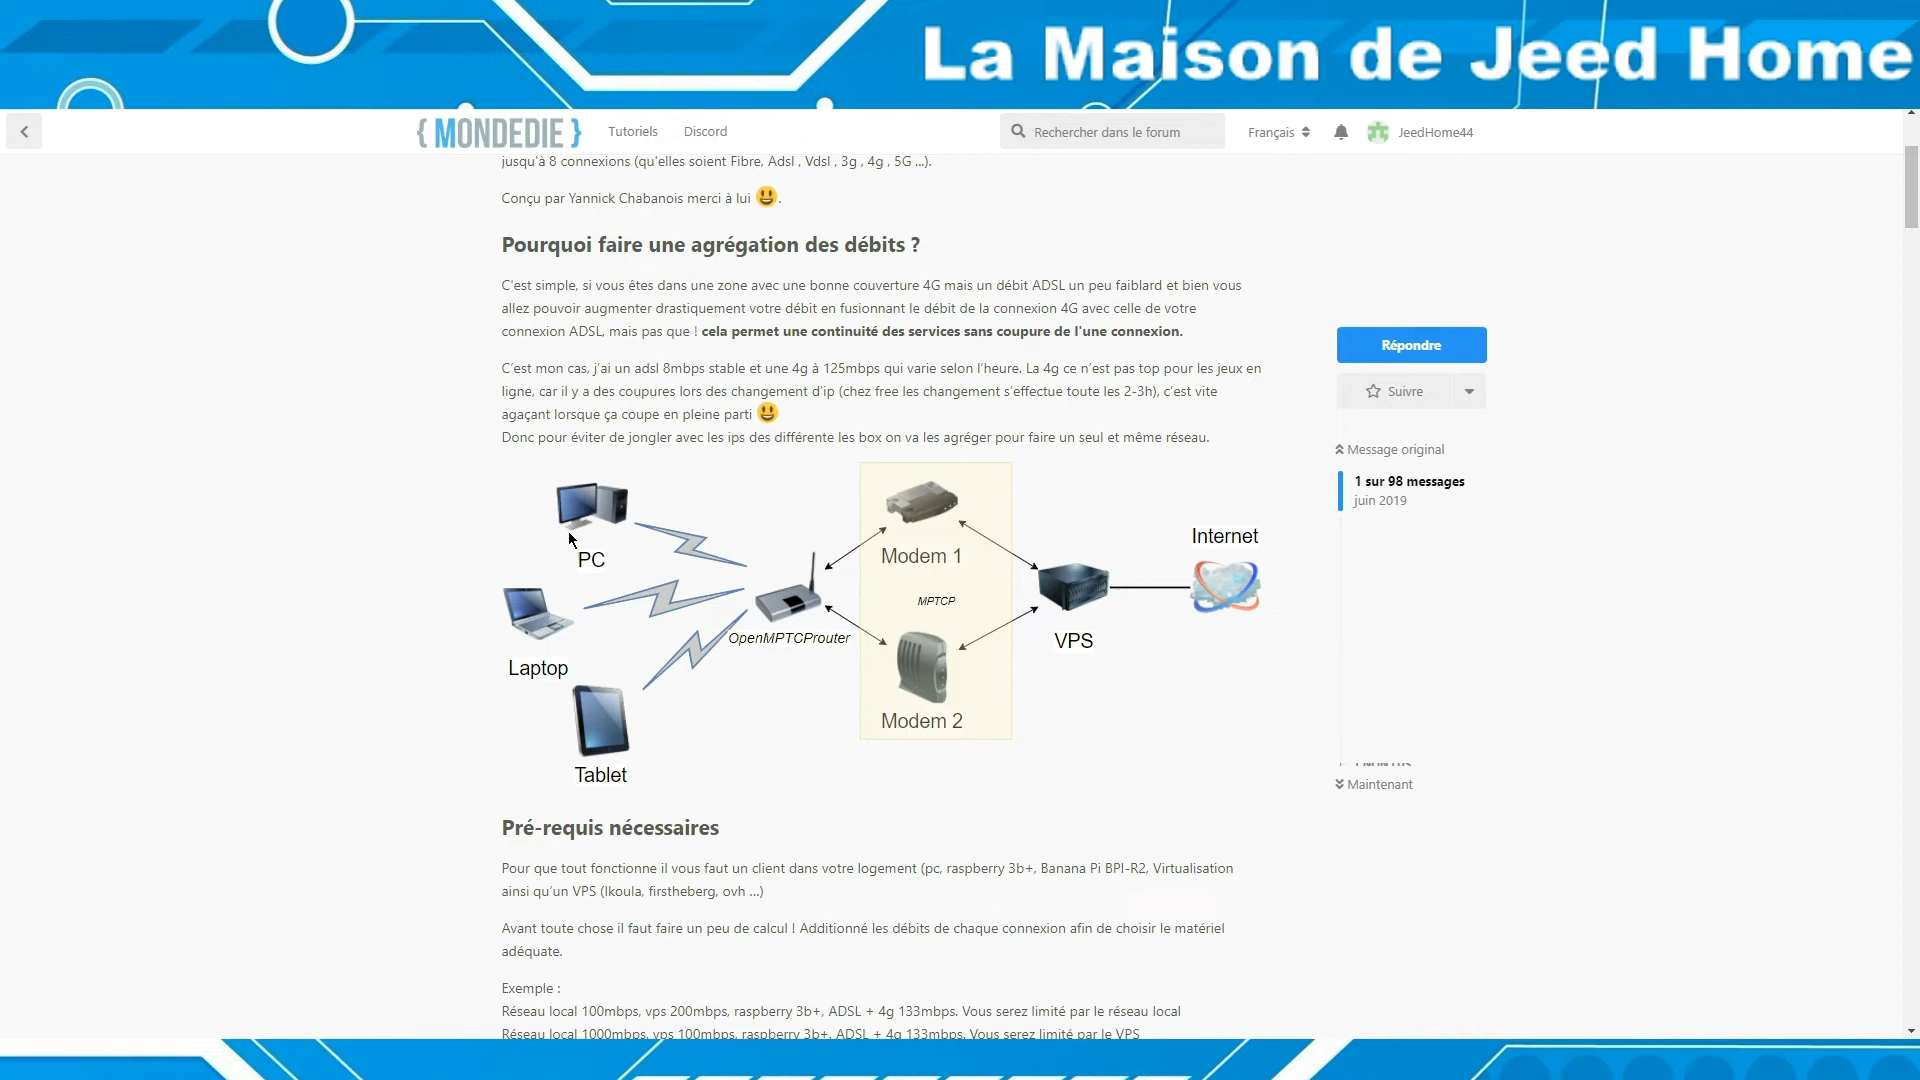 La Maison de Jeed Home
{ MONDEDIE }
Tutoriels
Discord
Rechercher dans le forum
Français
JeedHome44
jusqu'à 8 connexions (qu'elles soient Fibre, Adsl , Vdsl , 3g , 4g , 5G ...).
Conçu par Yannick Chabanois merci à lui 😃.
Pourquoi faire une agrégation des débits ?
C'est simple, si vous êtes dans une zone avec une bonne couverture 4G mais un débit ADSL un peu faiblard et bien vous
allez pouvoir augmenter drastiquement votre débit en fusionnant le débit de la connexion 4G avec celle de votre
connexion ADSL, mais pas que ! cela permet une continuité des services sans coupure de l'une connexion.
C’est mon cas, j’ai un adsl 8mbps stable et une 4g à 125mbps qui varie selon l’heure. La 4g ce n’est pas top pour les jeux en
ligne, car il y a des coupures lors des changement d’ip (chez free les changement s’effectue toute les 2-3h), c’est vite
agaçant lorsque ça coupe en pleine parti 😃
Donc pour éviter de jongler avec les ips des différente les box on va les agréger pour faire un seul et même réseau.
Répondre
Suivre
Message original
1 sur 98 messages
juin 2019
Maintenant
PC
Laptop
Tablet
OpenMPTCProuter
Modem 1
MPTCP
Modem 2
VPS
Internet
Pré-requis nécessaires
Pour que tout fonctionne il vous faut un client dans votre logement (pc, raspberry 3b+, Banana Pi BPI-R2, Virtualisation
ainsi qu’un VPS (Ikoula, firstheberg, ovh ...)
Avant toute chose il faut faire un peu de calcul ! Additionné les débits de chaque connexion afin de choisir le matériel
adéquate.
Exemple :
Réseau local 100mbps, vps 200mbps, raspberry 3b+, ADSL + 4g 133mbps. Vous serez limité par le réseau local
Réseau local 1000mbps, vps 100mbps, raspberry 3b+, ADSL + 4g 133mbps. Vous serez limité par le VPS